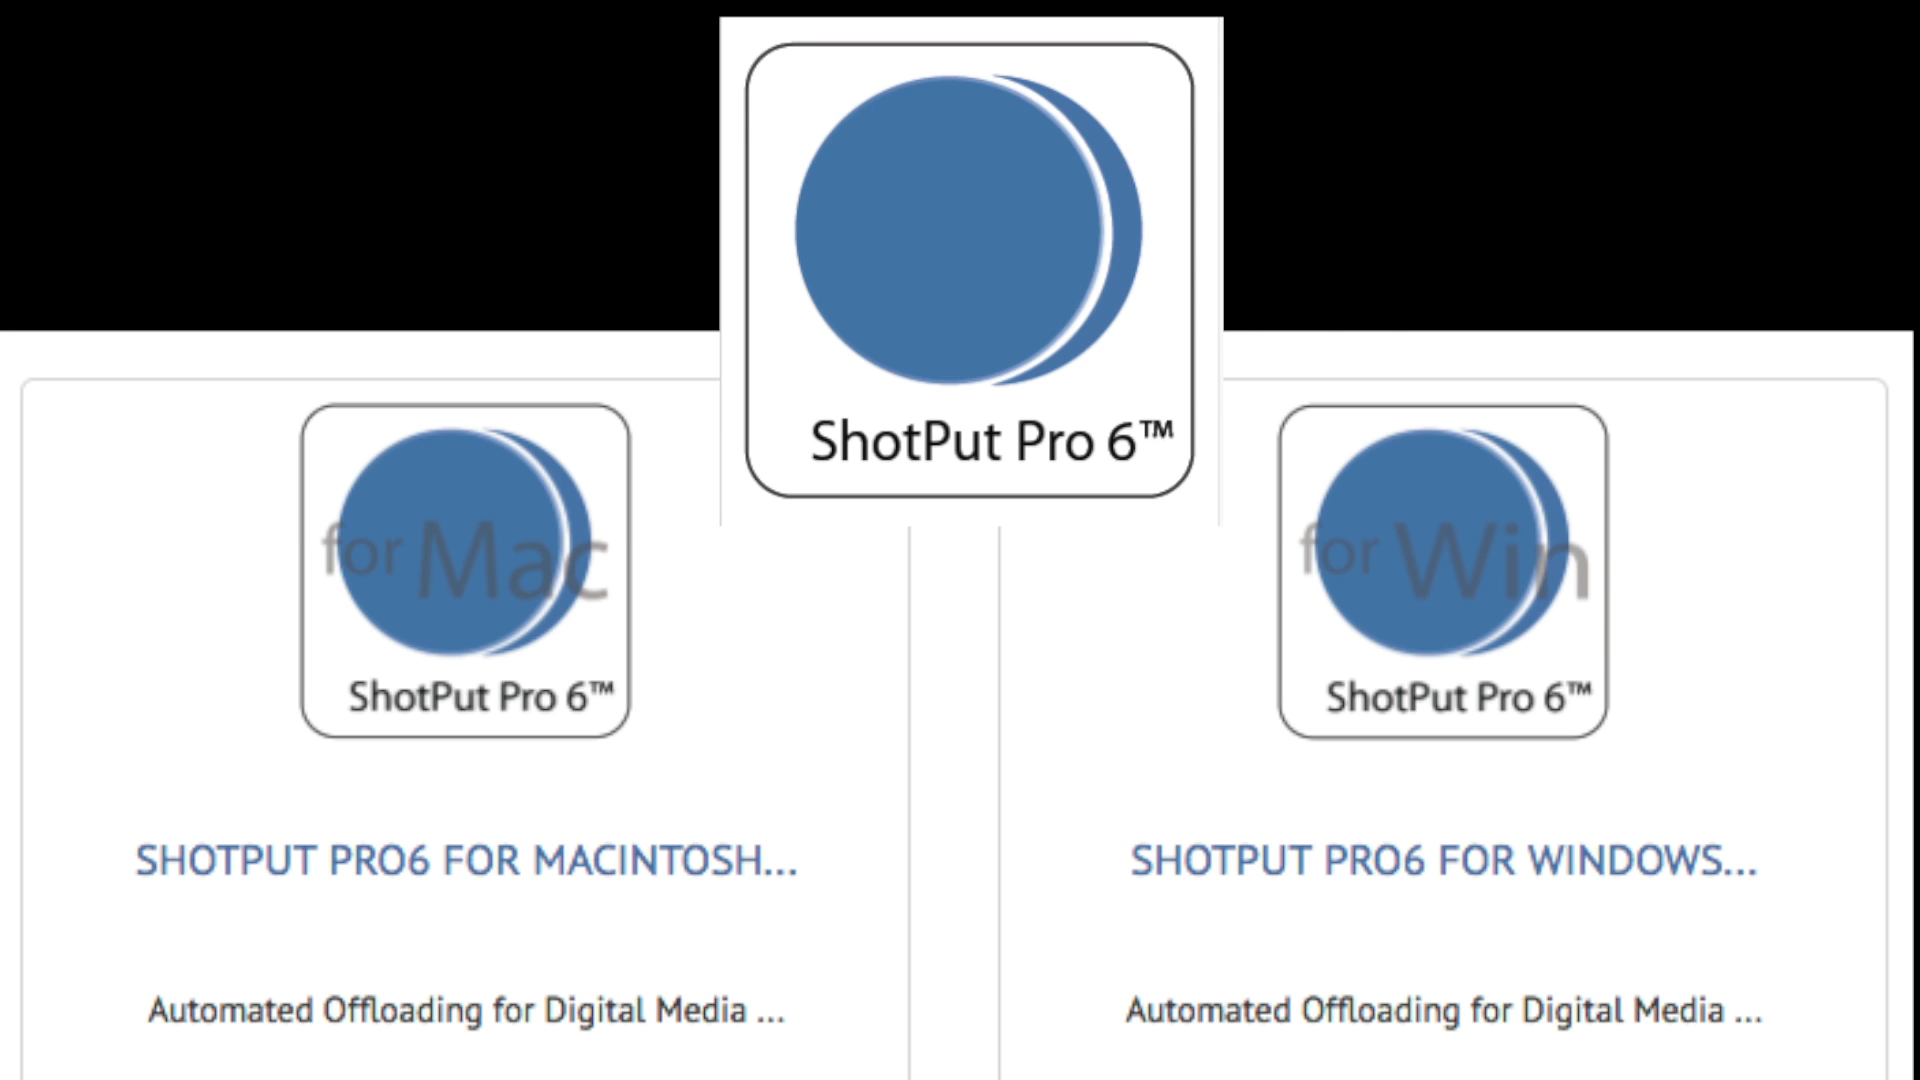 ShotPut Pro 6™
for Mac
ShotPut Pro 6™
SHOTPUT PRO6 FOR MACINTOSH...
Automated Offloading for Digital Media ...
for Win
ShotPut Pro 6™
SHOTPUT PRO6 FOR WINDOWS...
Automated Offloading for Digital Media ...